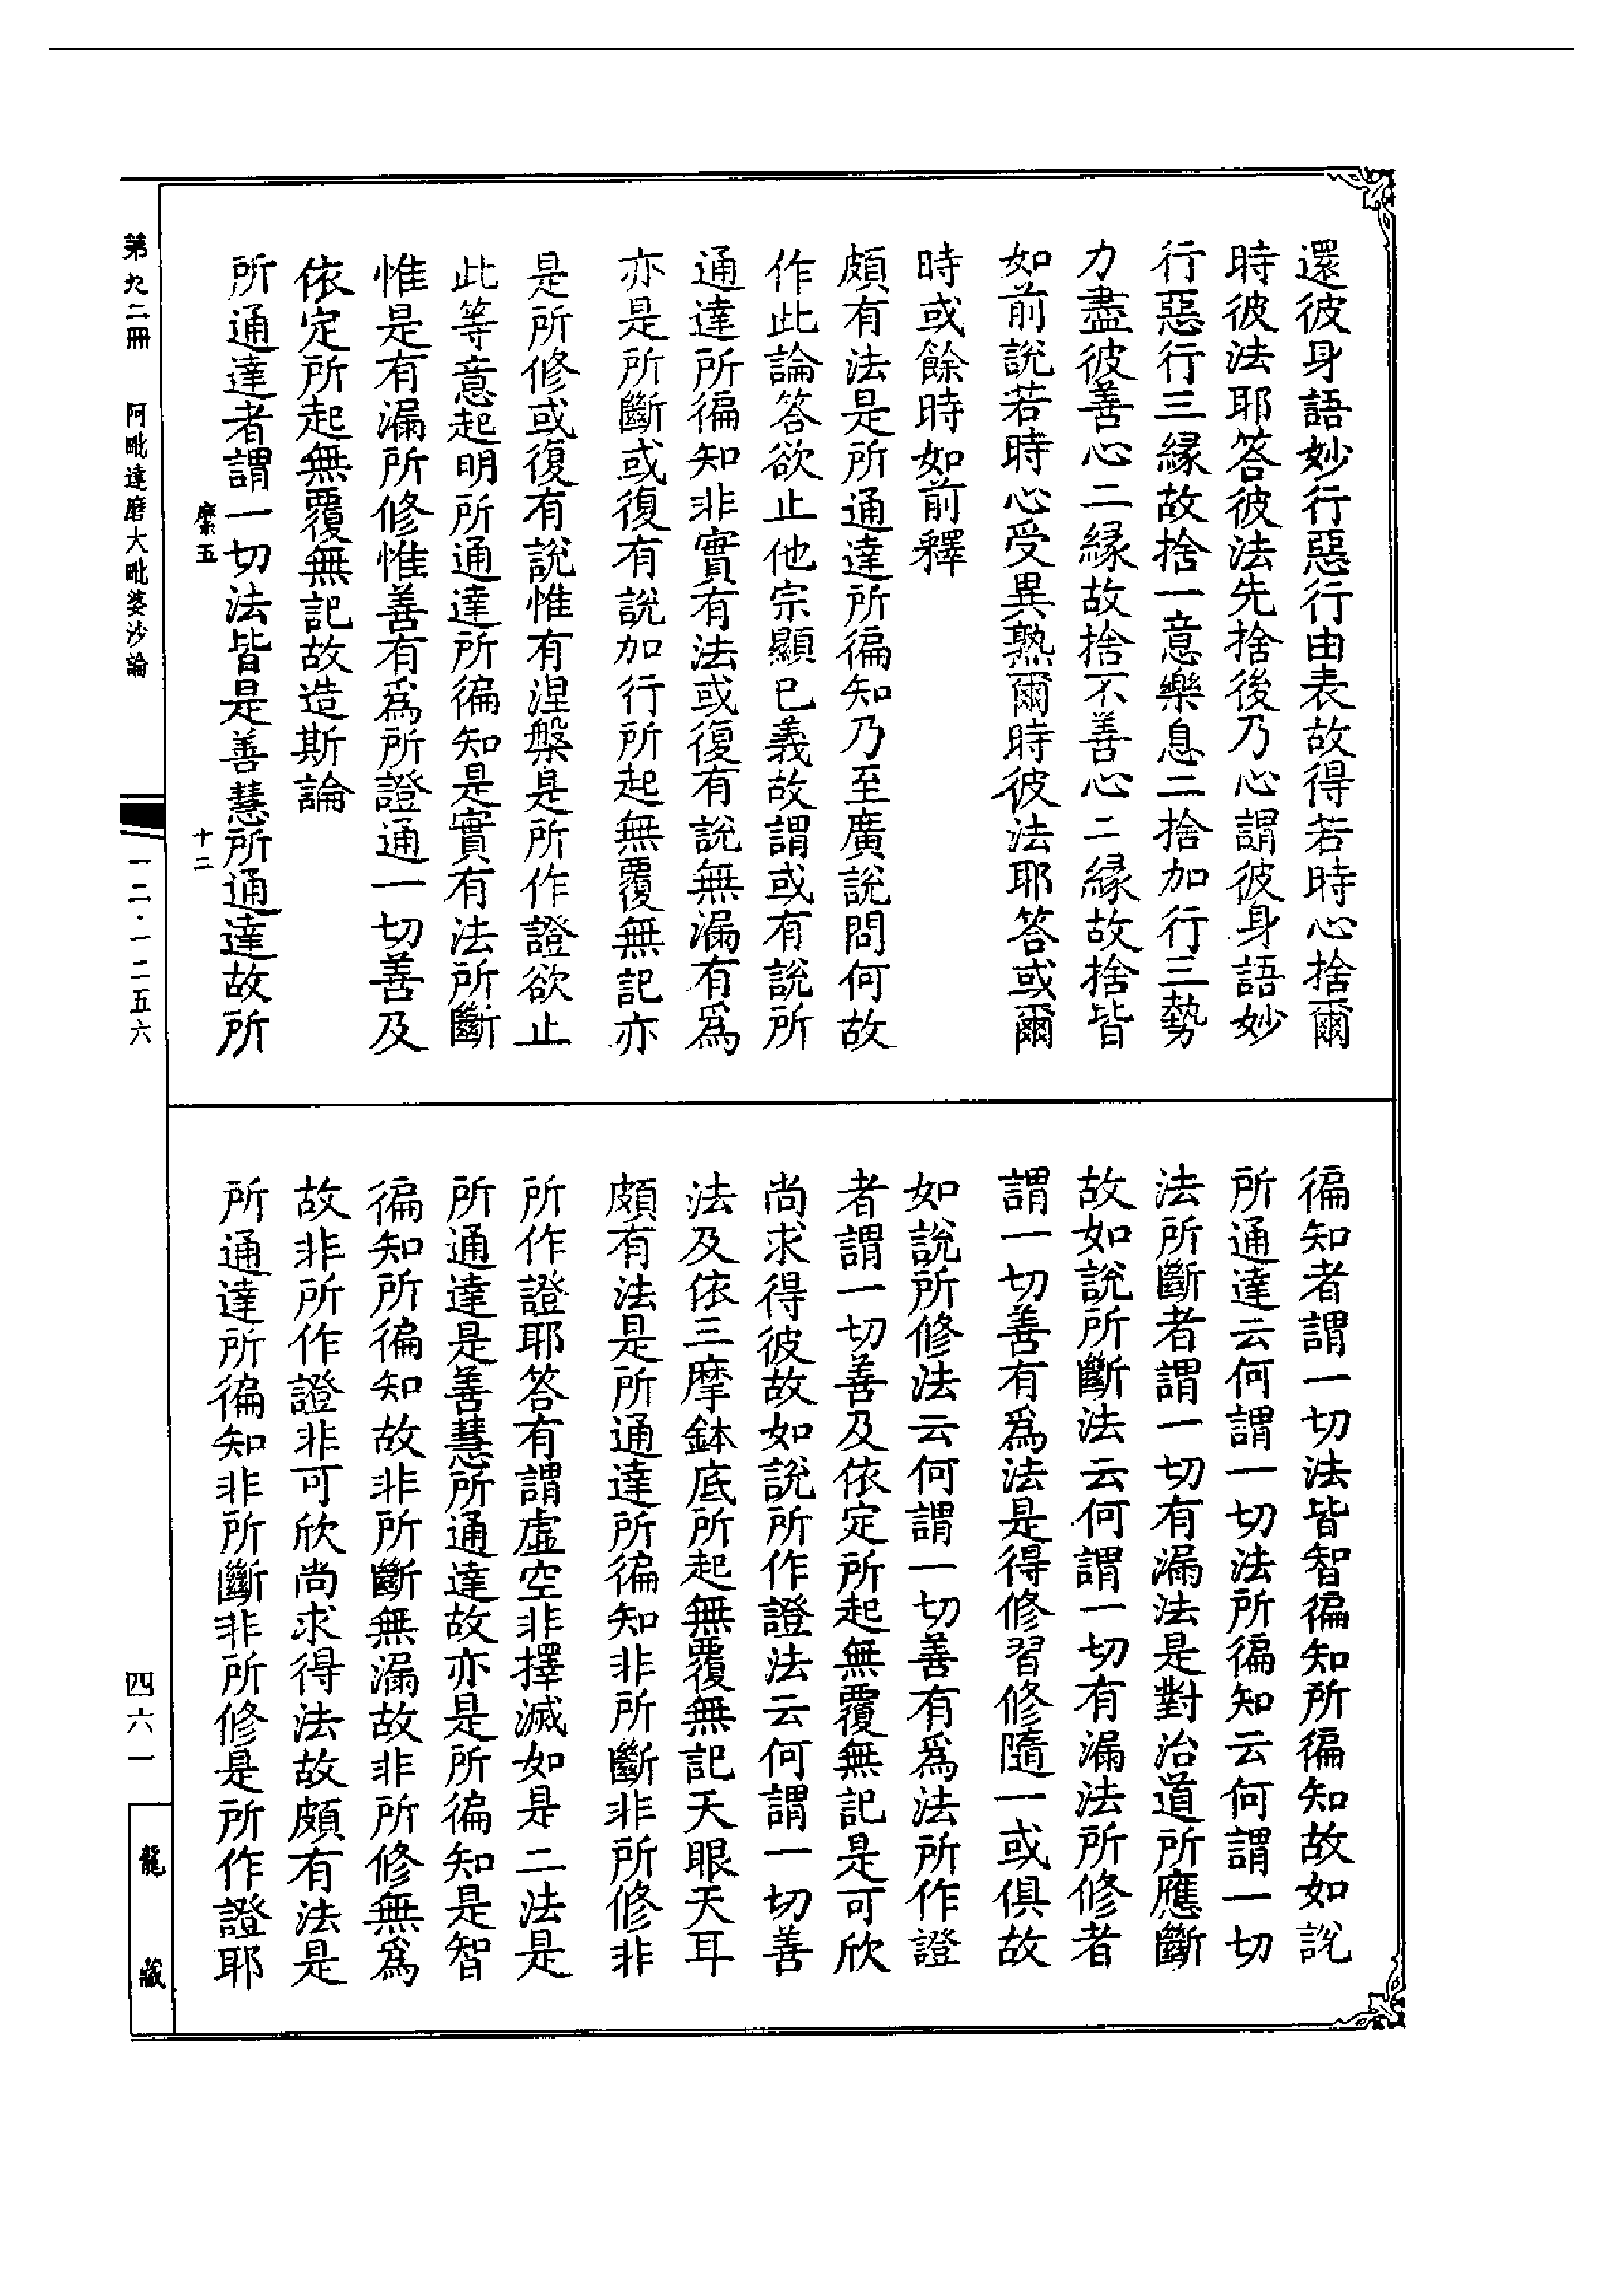 還彼身語妙行惡行由表故得若時心捨爾
時彼法耶答彼法先捨後乃心謂彼身語妙
行惡行三緣故捨一意樂息二捨加行三勢
力盡彼善心二緣故捨不善心二緣故捨皆
如前說若時心受異熟爾時彼法耶答或爾
時或餘時如前釋
頗有法是所通達所徧知乃至廣說問何故
作此論答欲止他宗顯已義故謂或有說所
通達所徧知非實有法或復有說無漏有為
亦是所斷或復有說加行所起無覆無記亦
是所修或復有說惟有涅槃是所作證欲止
此等意起明所通達所徧知是實有法所斷
惟是有漏所修惟善有為所證通一切善及
依定所起無覆無記故造斯論
所通達者謂一切法皆是善慧所通達故所
徧知者謂一切法皆智徧知所徧知故如說
所通達云何謂一切法所徧知云何謂一切
法所斷者謂一切有漏法是對治道所應斷
故如說所斷法云何謂一切有漏法所修者
謂一切善有為法是得修習修隨一或俱故
如說所修法云何謂一切善有為法所作證
者謂一切善及依定所起無覆無記是可欣
尚求得彼故如說所作證法云何謂一切善
法及依三摩鉢底所起無覆無記天眼天耳
頗有法是所通達所徧知非所斷非所修非
所作證耶答有謂虛空非擇滅如是二法是
所通達是善慧所通達故亦是所徧知是智
徧知所徧知故非所斷無漏故非所修無為
故非所作證非可欣尚求得法故頗有法是
所通達所徧知非所斷非所修是所作證耶
縻五
十二
第九二冊
阿毗達磨大毗婆沙論
一二·一二五六
四六一
龍藏